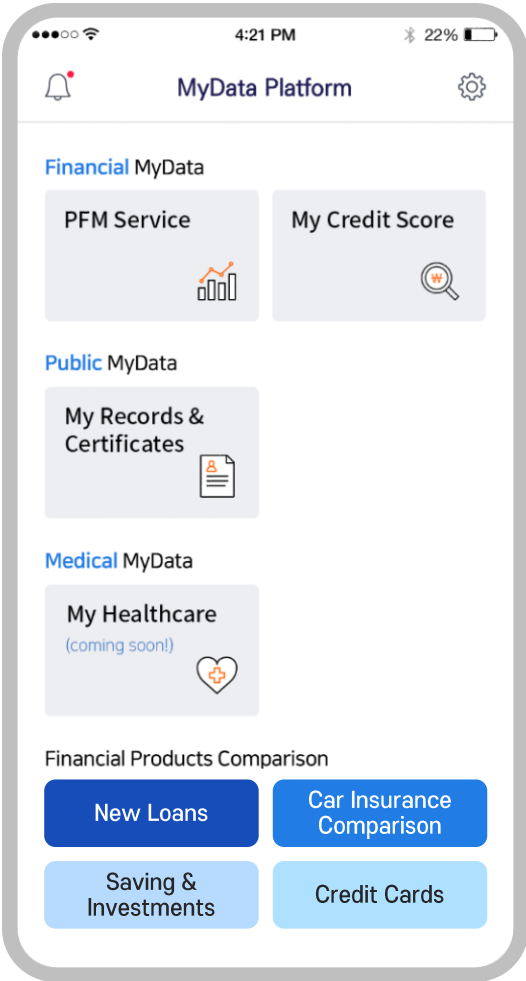 4:21 PM
22%
MyData Platform
Financial MyData
PFM Service
My Credit Score
₩
Public MyData
My Records &
Certificates
Medical MyData
My Healthcare
(coming soon!)
Financial Products Comparison
New Loans
Car Insurance
Comparison
Saving &
Investments
Credit Cards